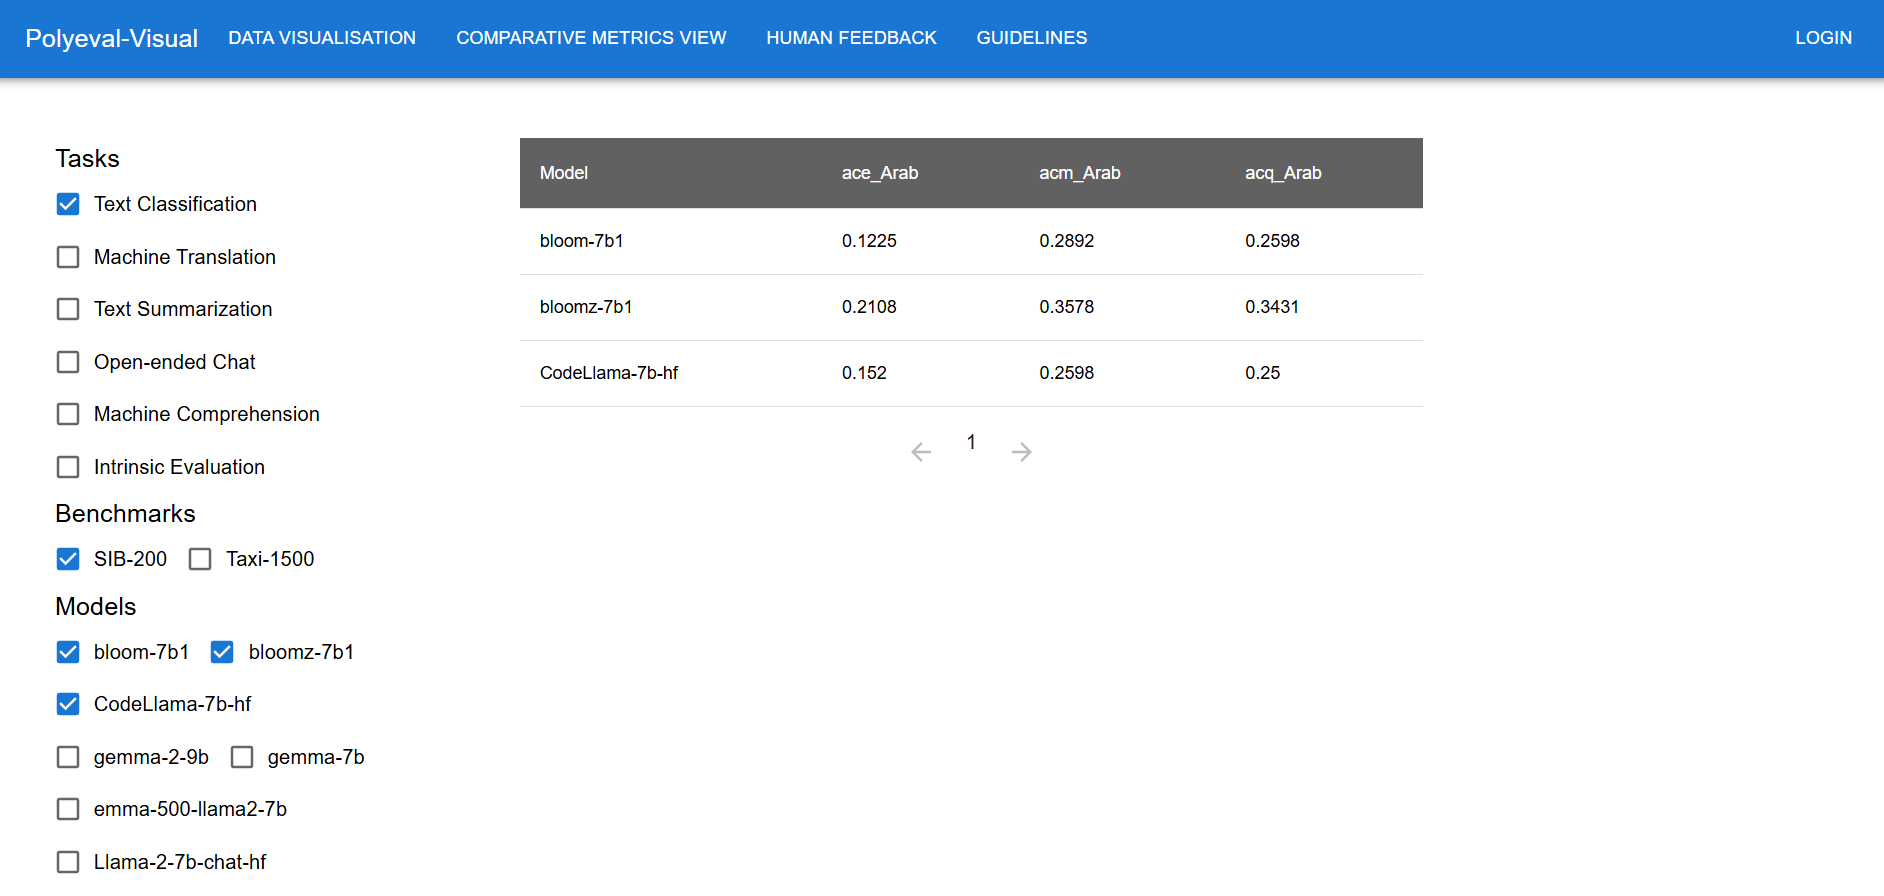 Polyeval-Visual DATA VISUALISATION COMPARATIVE METRICS VIEW HUMAN FEEDBACK GUIDELINES LOGIN
Tasks
Text Classification
Machine Translation
Text Summarization
Open-ended Chat
Machine Comprehension
Intrinsic Evaluation
Benchmarks
SIB-200 Taxi-1500
Models
bloom-7b1 bloomz-7b1
CodeLlama-7b-hf
gemma-2-9b gemma-7b
emma-500-llama2-7b
Llama-2-7b-chat-hf
Model ace_Arab acm_Arab acq_Arab
bloom-7b1 0.1225 0.2892 0.2598
bloomz-7b1 0.2108 0.3578 0.3431
CodeLlama-7b-hf 0.152 0.2598 0.25
1